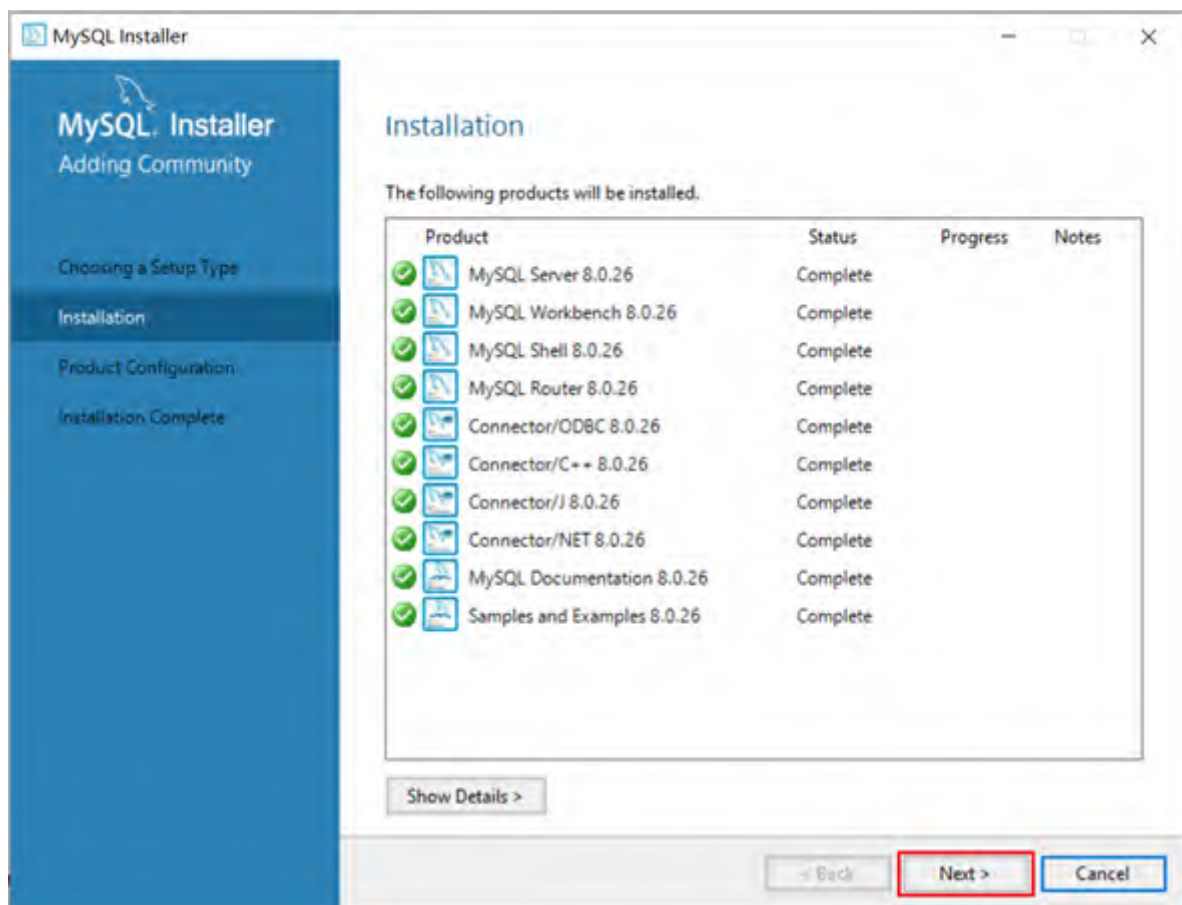 MySQL Installer
MySQL. Installer
Adding Community
Choosing a Setup Type
Installation
Product Configuration
Installation Complete
Installation
The following products will be installed.
Product Status Progress Notes
MySQL Server 8.0.26 Complete
MySQL Workbench 8.0.26 Complete
MySQL Shell 8.0.26 Complete
MySQL Router 8.0.26 Complete
Connector/ODBC 8.0.26 Complete
Connector/C++ 8.0.26 Complete
Connector/J 8.0.26 Complete
Connector/NET 8.0.26 Complete
MySQL Documentation 8.0.26 Complete
Samples and Examples 8.0.26 Complete
Show Details >
< Back Next > Cancel